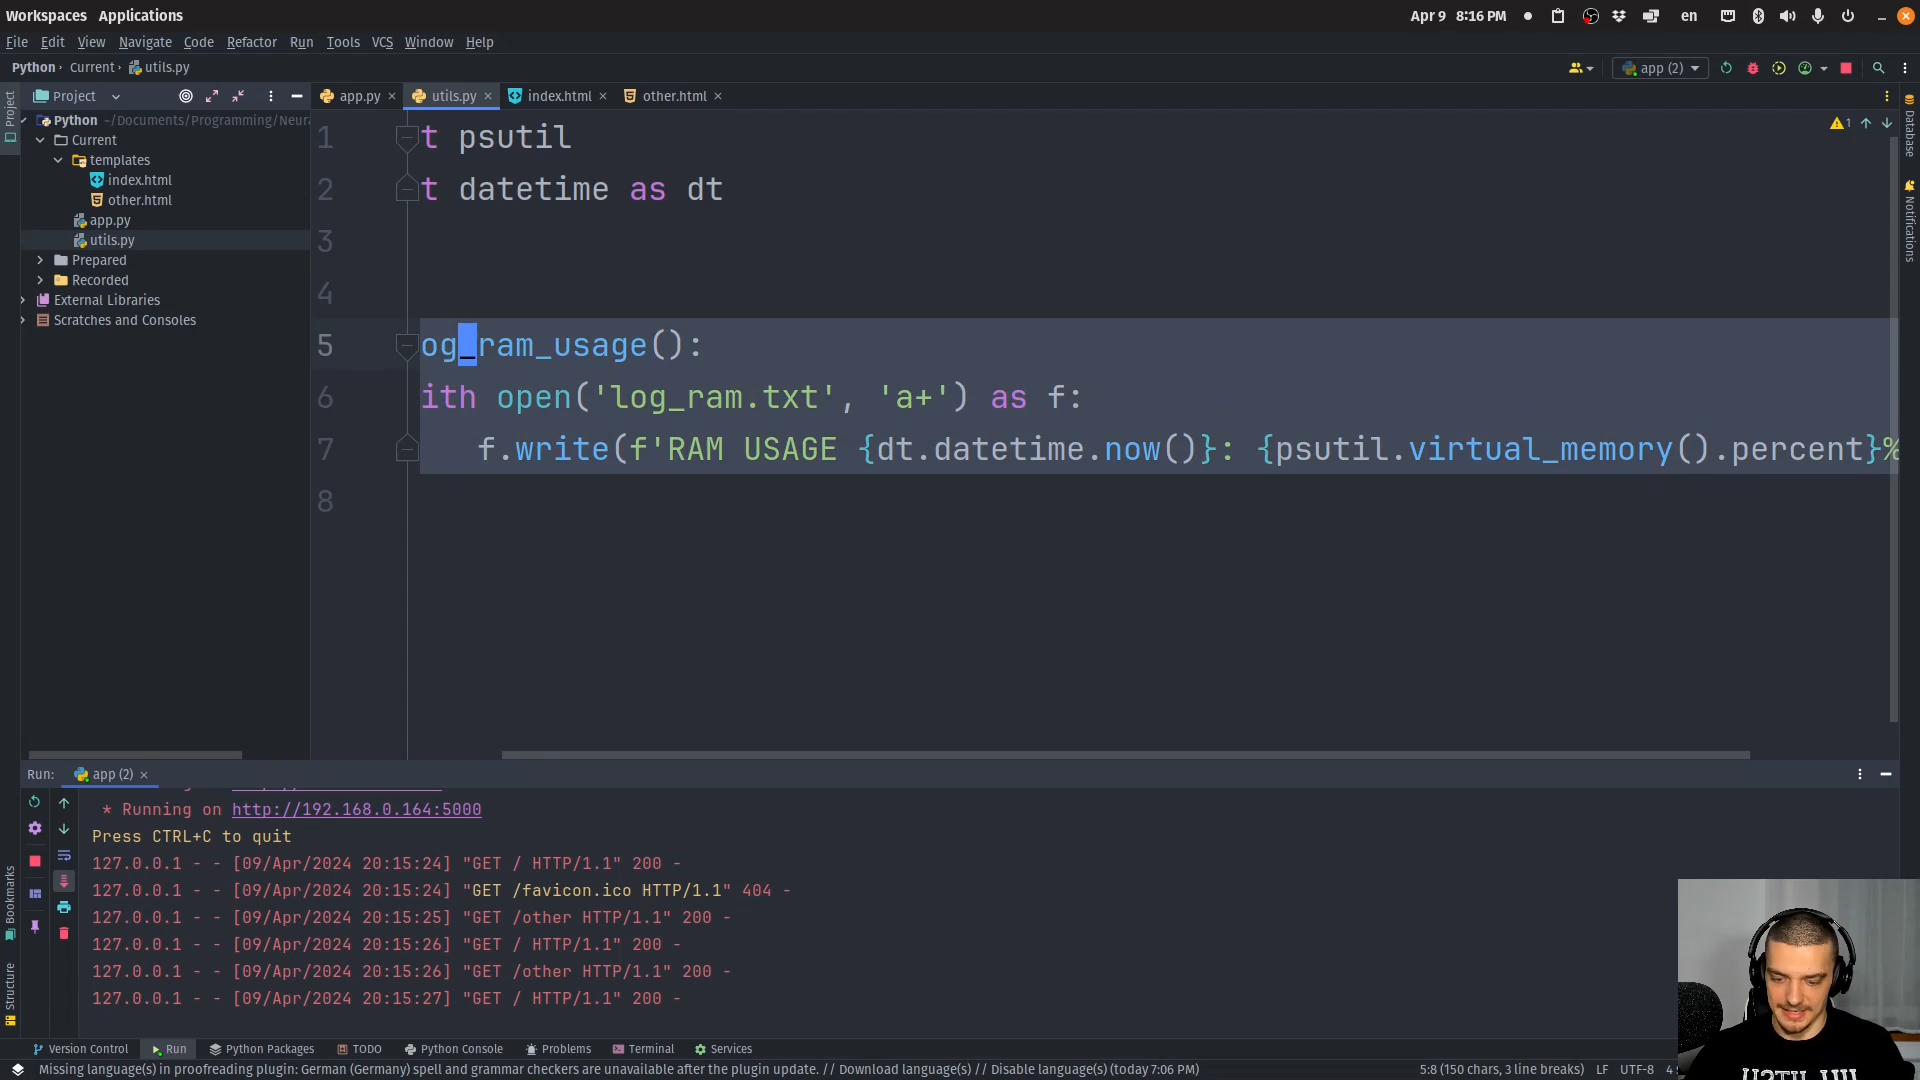 Workspaces Applications Apr 9 8:16 PM en
File Edit View Navigate Code Refactor Run Tools VCS Window Help
Python Current utils.py app (2)
Project app.py utils.py index.html other.html
Project
Python ~/Documents/Programming/Neura
Current
templates
index.html
other.html
app.py
utils.py
Prepared
Recorded
External Libraries
Scratches and Consoles
1 t psutil
2 t datetime as dt
3
4
5 og_ram_usage():
6 ith open('log_ram.txt', 'a+') as f:
7 f.write(f'RAM USAGE {dt.datetime.now()}: {psutil.virtual_memory().percent}%
8
1
Database
Notifications
Bookmarks
Structure
Run: app (2)
* Running on http://192.168.0.164:5000
Press CTRL+C to quit
127.0.0.1 - - [09/Apr/2024 20:15:24] "GET / HTTP/1.1" 200 -
127.0.0.1 - - [09/Apr/2024 20:15:24] "GET /favicon.ico HTTP/1.1" 404 -
127.0.0.1 - - [09/Apr/2024 20:15:25] "GET /other HTTP/1.1" 200 -
127.0.0.1 - - [09/Apr/2024 20:15:26] "GET / HTTP/1.1" 200 -
127.0.0.1 - - [09/Apr/2024 20:15:26] "GET /other HTTP/1.1" 200 -
127.0.0.1 - - [09/Apr/2024 20:15:27] "GET / HTTP/1.1" 200 -
Version Control Run Python Packages TODO Python Console Problems Terminal Services
Missing language(s) in proofreading plugin: German (Germany) spell and grammar checkers are unavailable after the plugin update. // Download language(s) // Disable language(s) (today 7:06 PM) 5:8 (150 chars, 3 line breaks) LF UTF-8 4